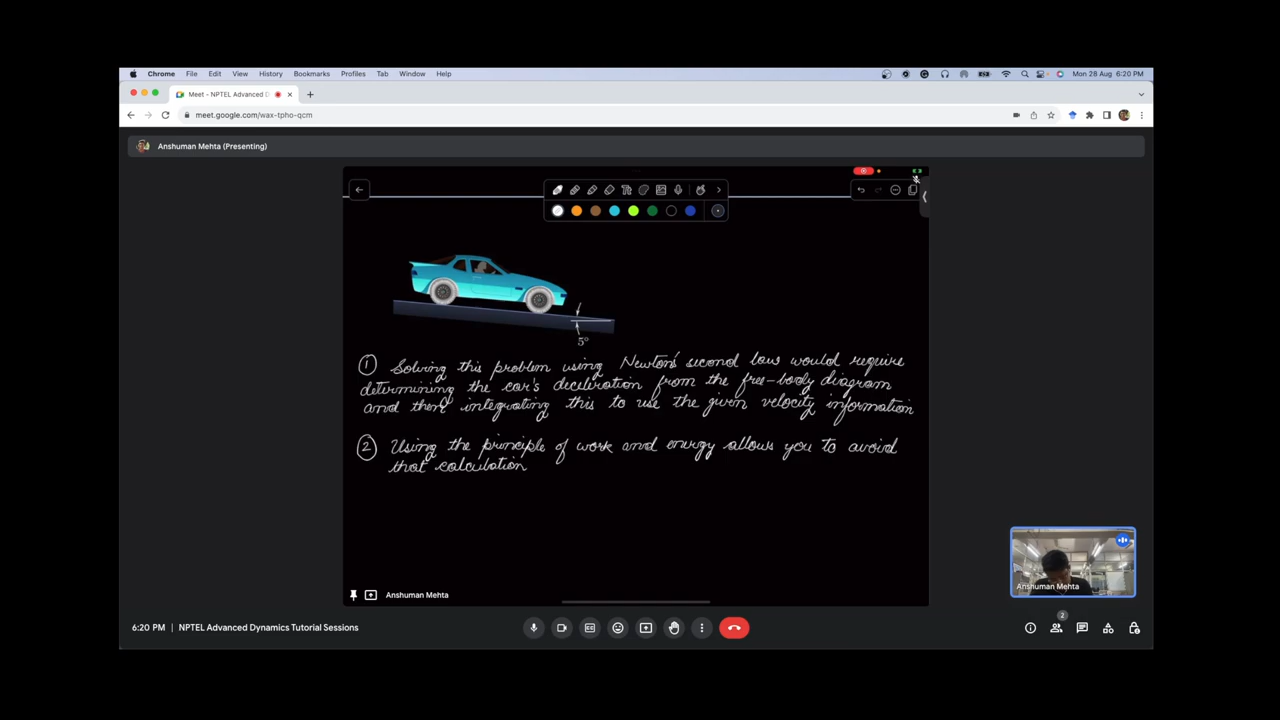 Chrome File Edit View History Bookmarks Profiles Tab Window Help Mon 28 Aug 6:20 PM
Meet - NPTEL Advanced D
meet.google.com/wax-tpho-qcm
Anshuman Mehta (Presenting)
5°
① Solving this problem using Newton's second law would require
determining the car's deceleration from the free-body diagram
and then integrating this to use the given velocity information
② Using the principle of work and energy allows you to avoid
that calculation
Anshuman Mehta
Anshuman Mehta
2
6:20 PM | NPTEL Advanced Dynamics Tutorial Sessions